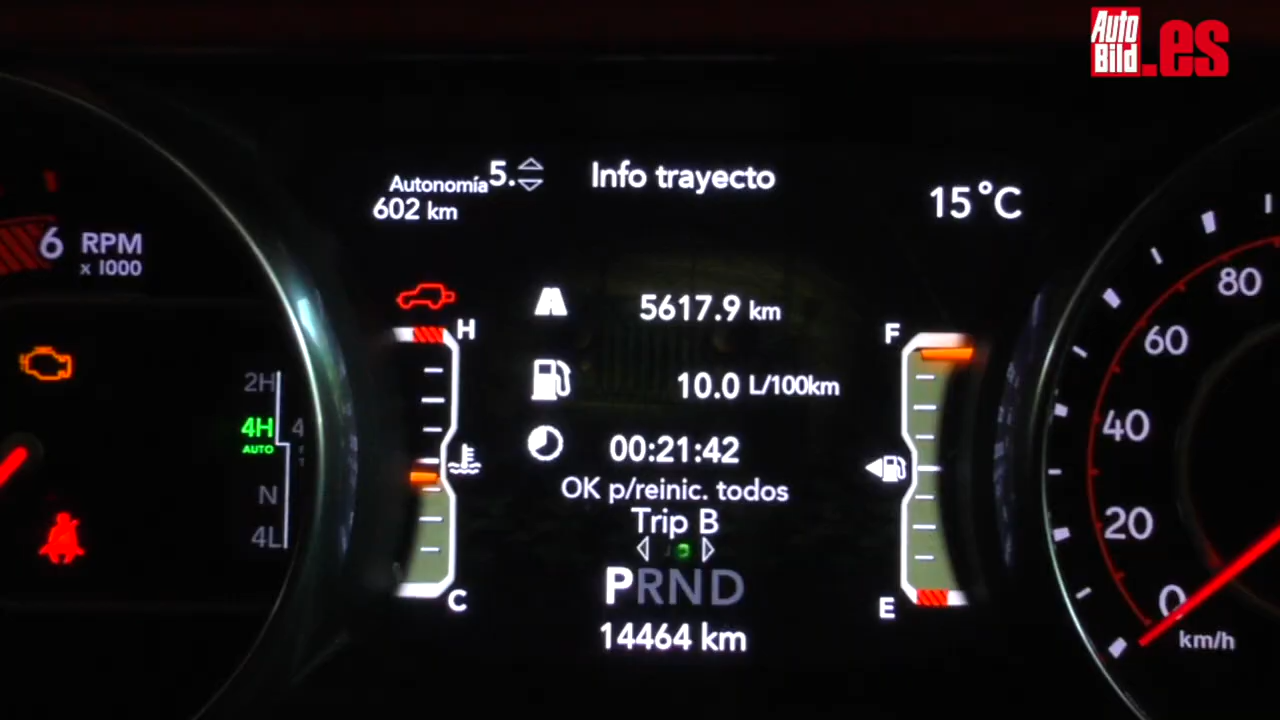 Auto
Bild.es
Autonomía 5. Info trayecto
602 km
15°C
6 RPM
x 1000
H
F
5617.9 km
10.0 L/100km
00:21:42
OK p/reinic. todos
Trip B
PRND
14464 km
2H
4H
AUTO
4
N
4L
C
E
80
60
40
20
0
km/h